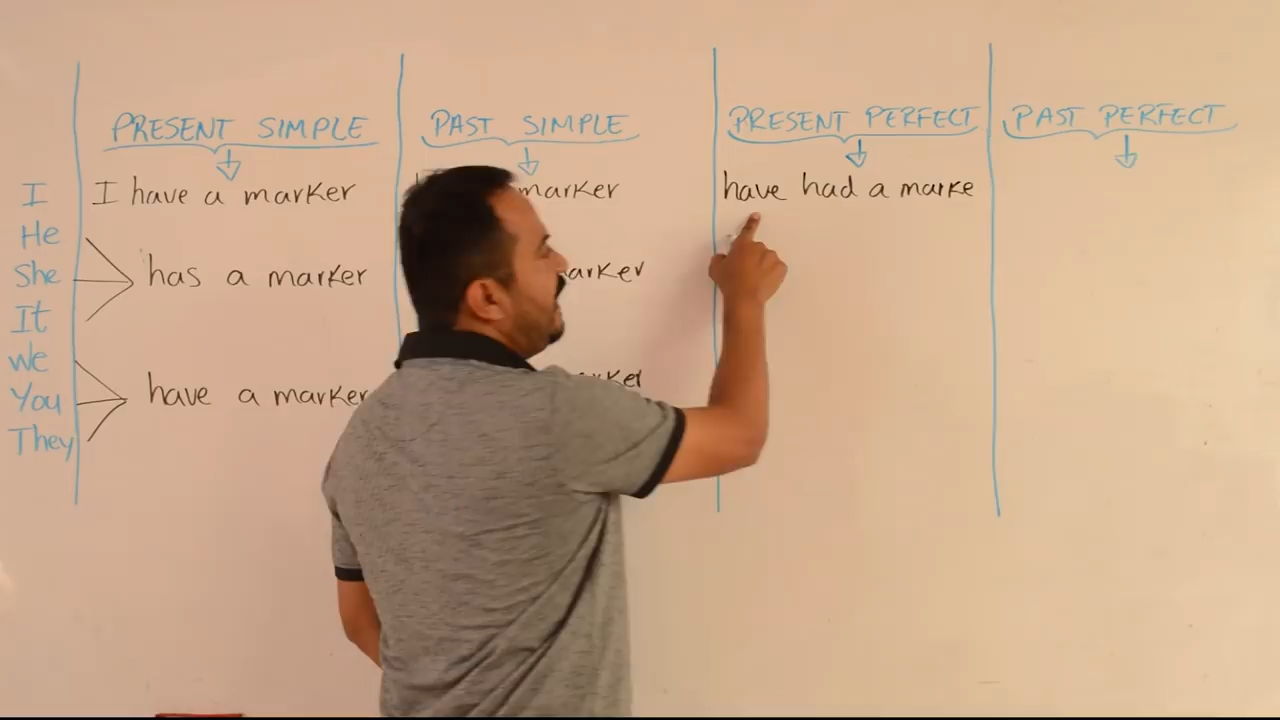 PRESENT SIMPLE PAST SIMPLE PRESENT PERFECT PAST PERFECT
I I have a marker marker have had a marke
He
She has a marker arker
It
We
You have a marker rker
They